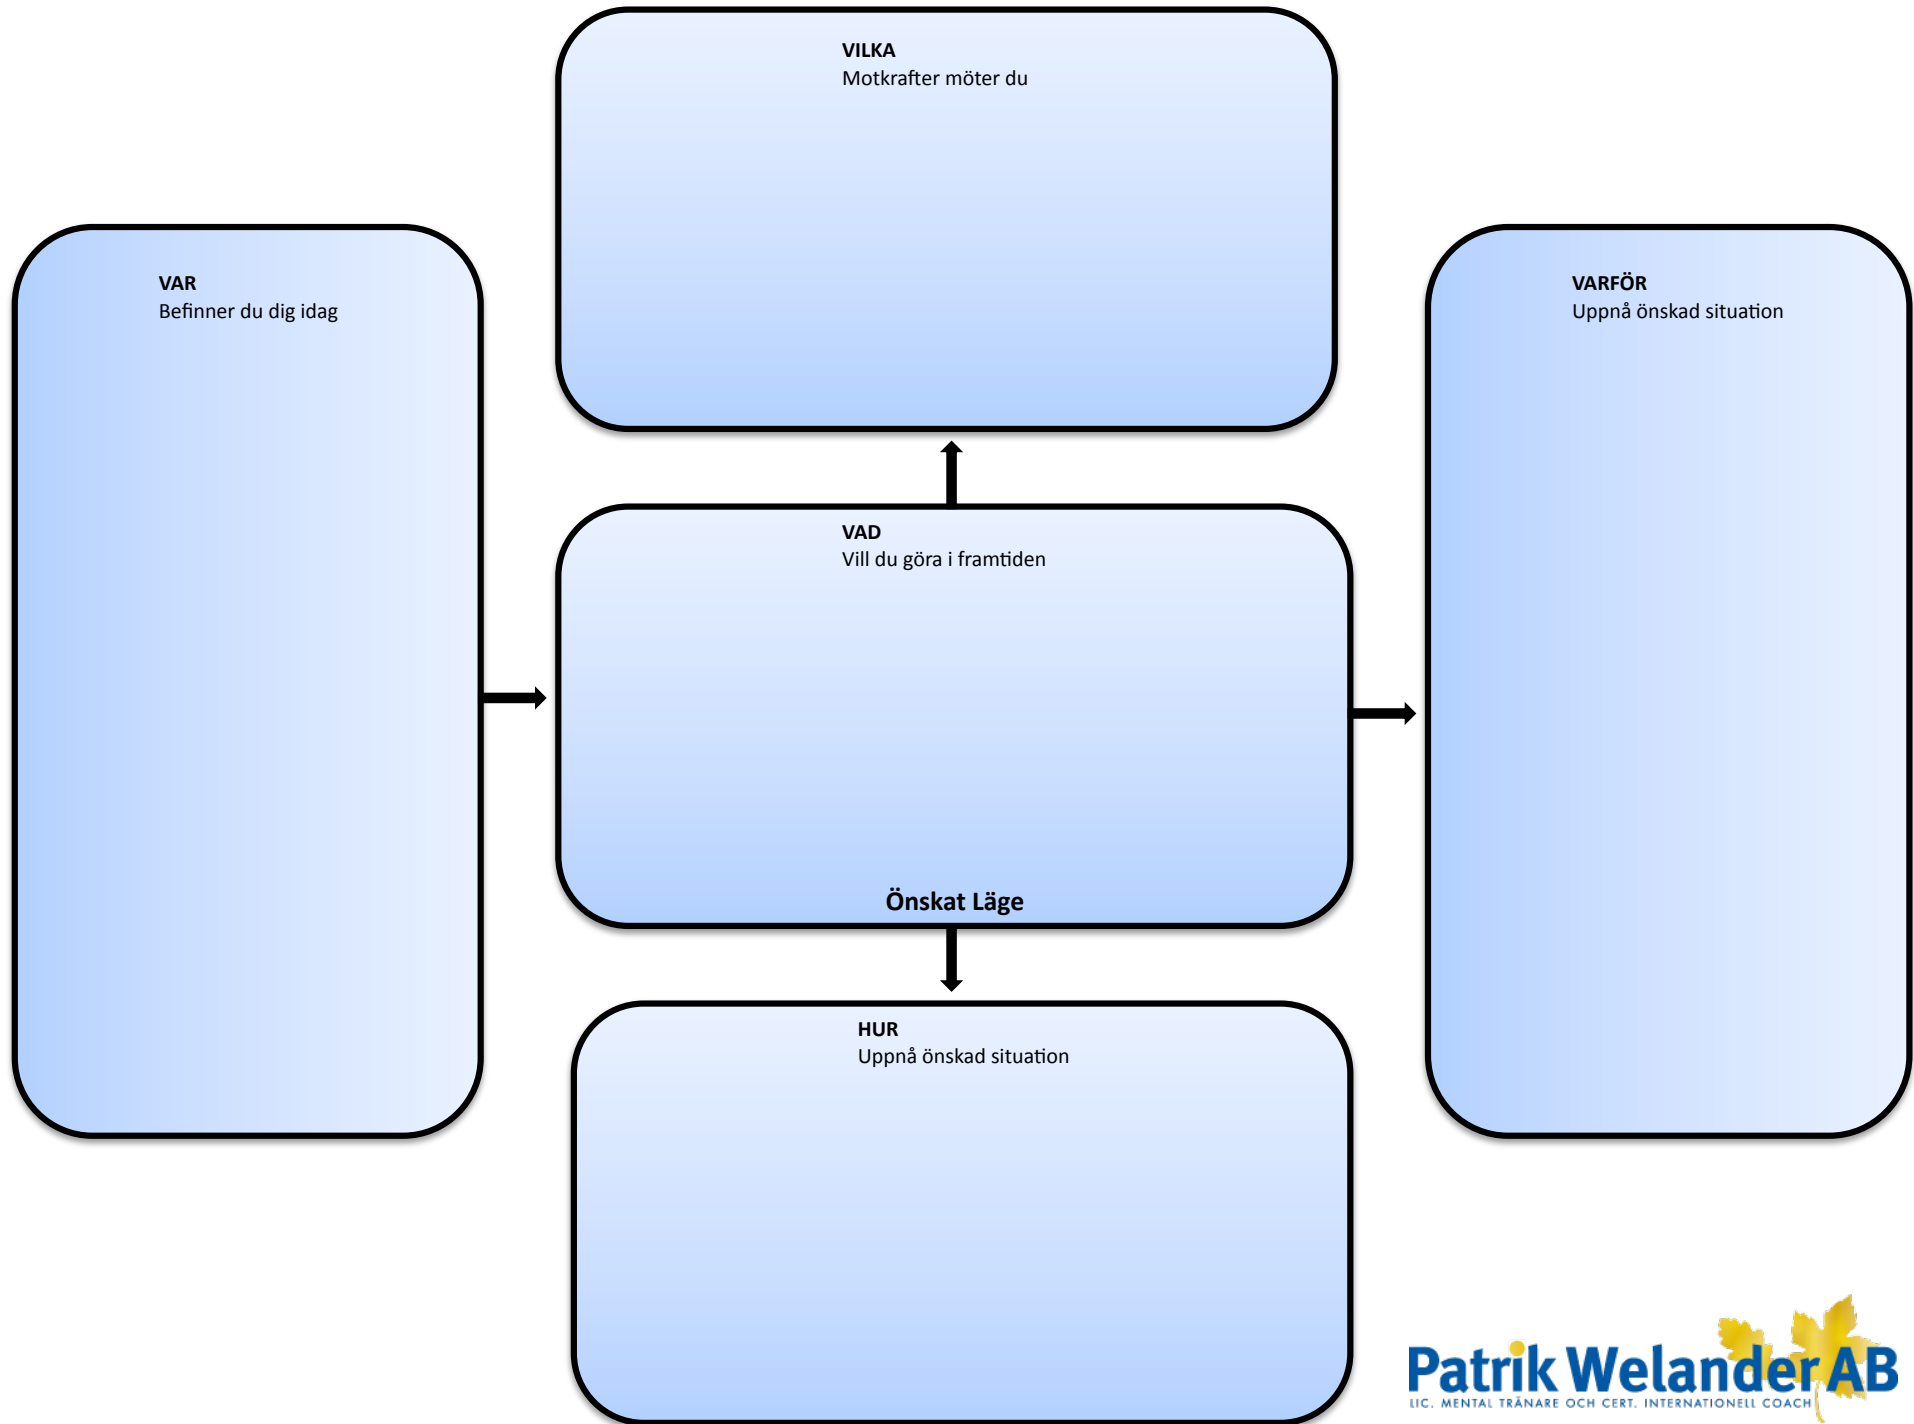 VILKA
Motkrafter möter du
VAR
Befinner du dig idag
VARFÖR
Uppnå önskad situation
VAD
Vill du göra i framtiden
Önskat Läge
HUR
Uppnå önskad situation
Patrik Welander AB
LIC. MENTAL TRÄNARE OCH CERT. INTERNATIONELL COACH